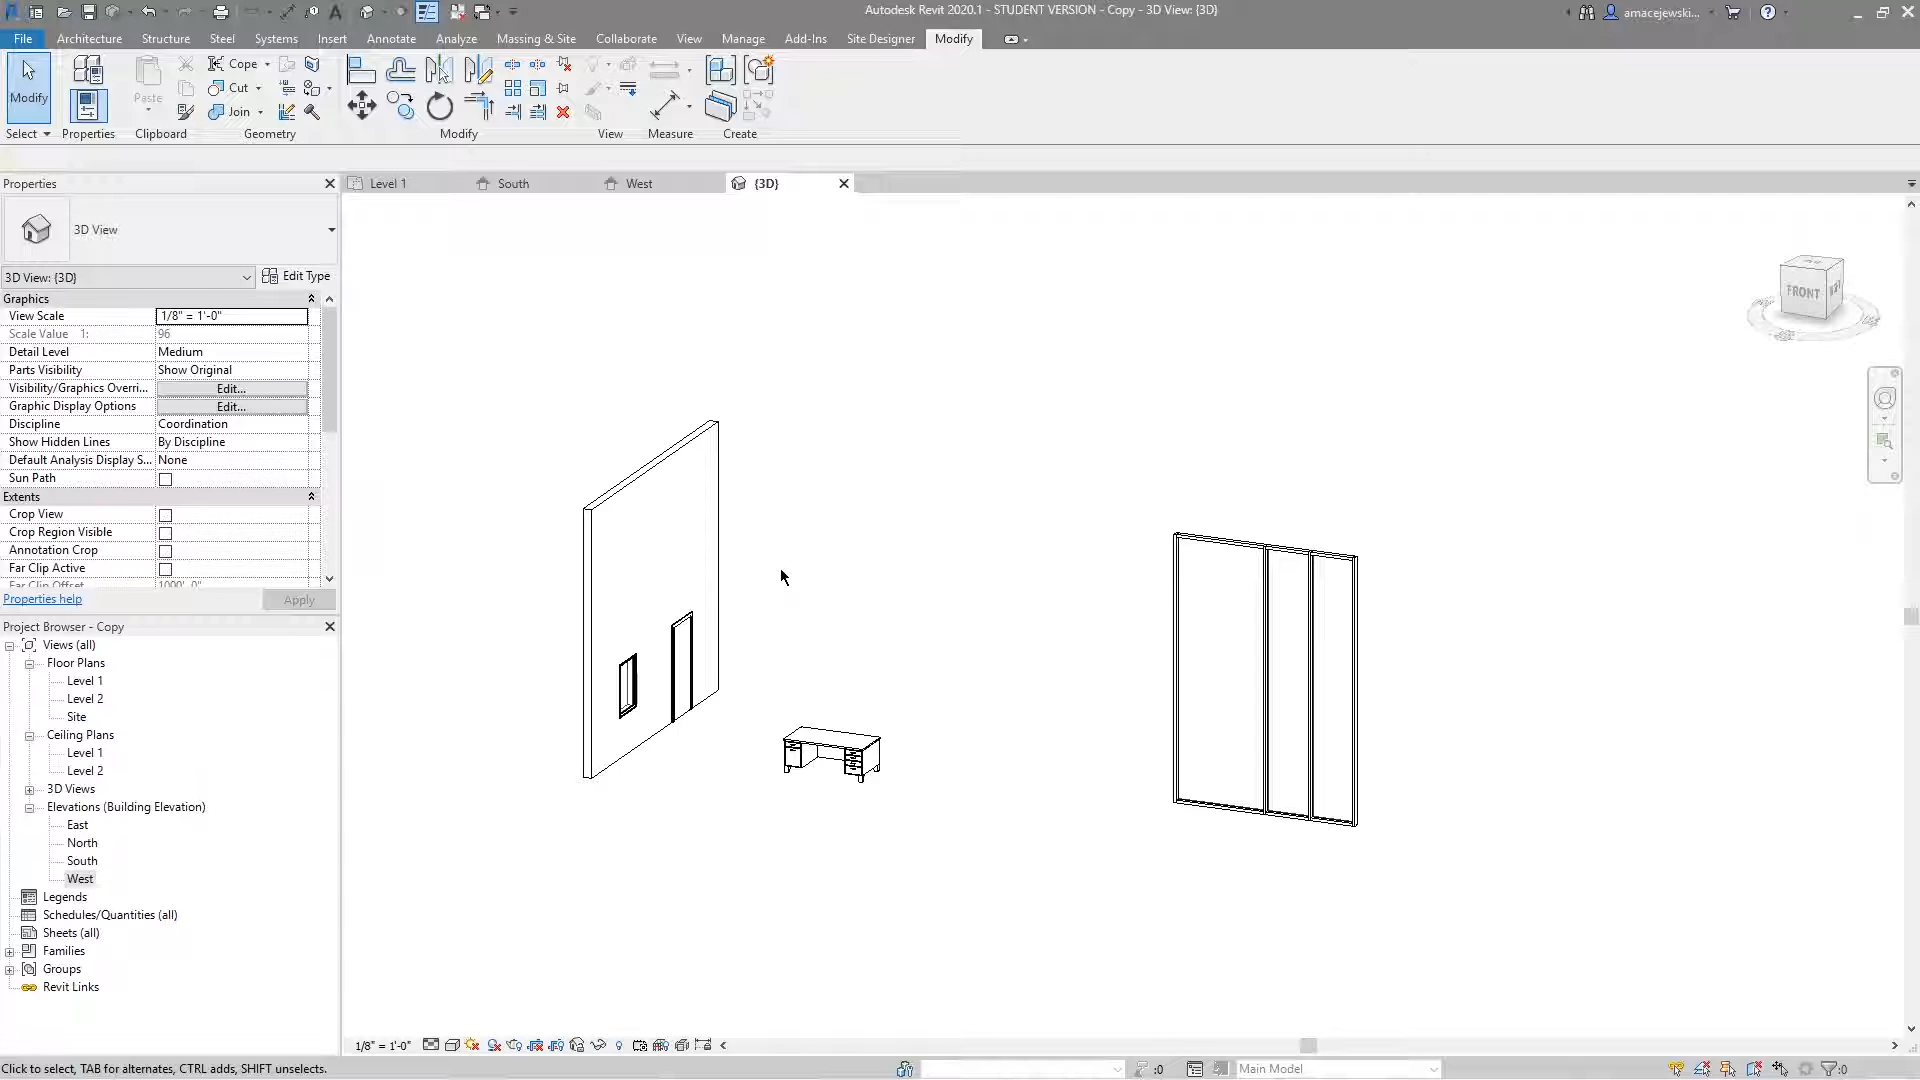 Autodesk Revit 2020.1 - STUDENT VERSION - Copy - 3D View: {3D}
amacejewski...
File Architecture Structure Steel Systems Insert Annotate Analyze Massing & Site Collaborate View Manage Add-Ins Site Designer Modify
Modify
Paste
Cope
Cut
Join
Select Properties Clipboard Geometry Modify View Measure Create
Properties
Level 1 South West {3D}
3D View
3D View: {3D} Edit Type
Graphics
View Scale 1/8" = 1'-0"
Scale Value 1: 96
Detail Level Medium
Parts Visibility Show Original
Visibility/Graphics Overri... Edit...
Graphic Display Options Edit...
Discipline Coordination
Show Hidden Lines By Discipline
Default Analysis Display S... None
Sun Path
Extents
Crop View
Crop Region Visible
Annotation Crop
Far Clip Active
Far Clip Offset 1000' 0"
Properties help Apply
FRONT
Project Browser - Copy
Views (all)
Floor Plans
Level 1
Level 2
Site
Ceiling Plans
Level 1
Level 2
3D Views
Elevations (Building Elevation)
East
North
South
West
Legends
Schedules/Quantities (all)
Sheets (all)
Families
Groups
Revit Links
1/8" = 1'-0"
Click to select, TAB for alternates, CTRL adds, SHIFT unselects.
:0
Main Model
:0